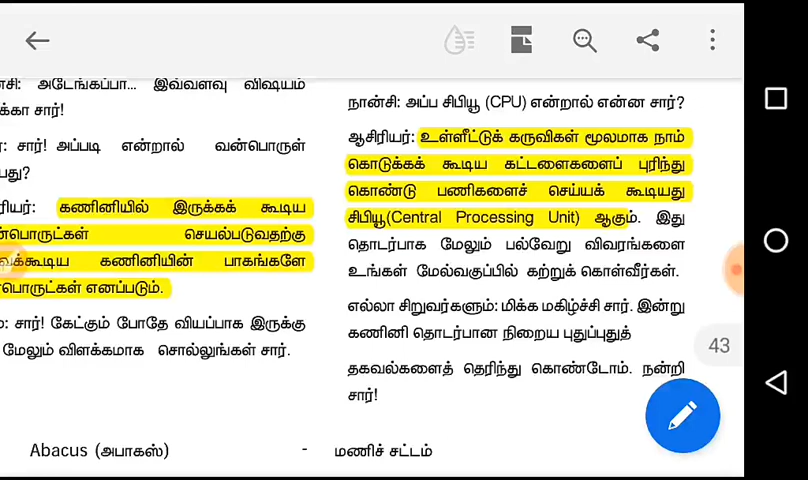 இவ்வளவு விஷயம்
சார்!
சார்! அப்படி என்றால் வன்பொருள்
கணினியில் இருக்கக் கூடிய
செயல்படுவதற்கு
கணினியின் பாகங்களே
எனப்படும்.
சார்! கேட்கும் போதே வியப்பாக இருக்கு
மேலும் விளக்கமாக சொல்லுங்கள் சார்.
நான்சி: அப்ப சிபியூ (CPU) என்றால் என்ன சார்?
ஆசிரியர்: உள்ளீட்டுக் கருவிகள் மூலமாக நாம்
கொடுக்கக் கூடிய கட்டளைகளைப் புரிந்து
கொண்டு பணிகளைச் செய்யக் கூடியது
சிபியூ(Central Processing Unit) ஆகும். இது
தொடர்பாக மேலும் பல்வேறு விவரங்களை
உங்கள் மேல்வகுப்பில் கற்றுக் கொள்வீர்கள்.
எல்லா சிறுவர்களும்: மிக்க மகிழ்ச்சி சார். இன்று
கணினி தொடர்பான நிறைய புதுப்புதுத்
தகவல்களைத் தெரிந்து கொண்டோம். நன்றி
சார்!
43
Abacus (அபாகஸ்) - மணிச் சட்டம்